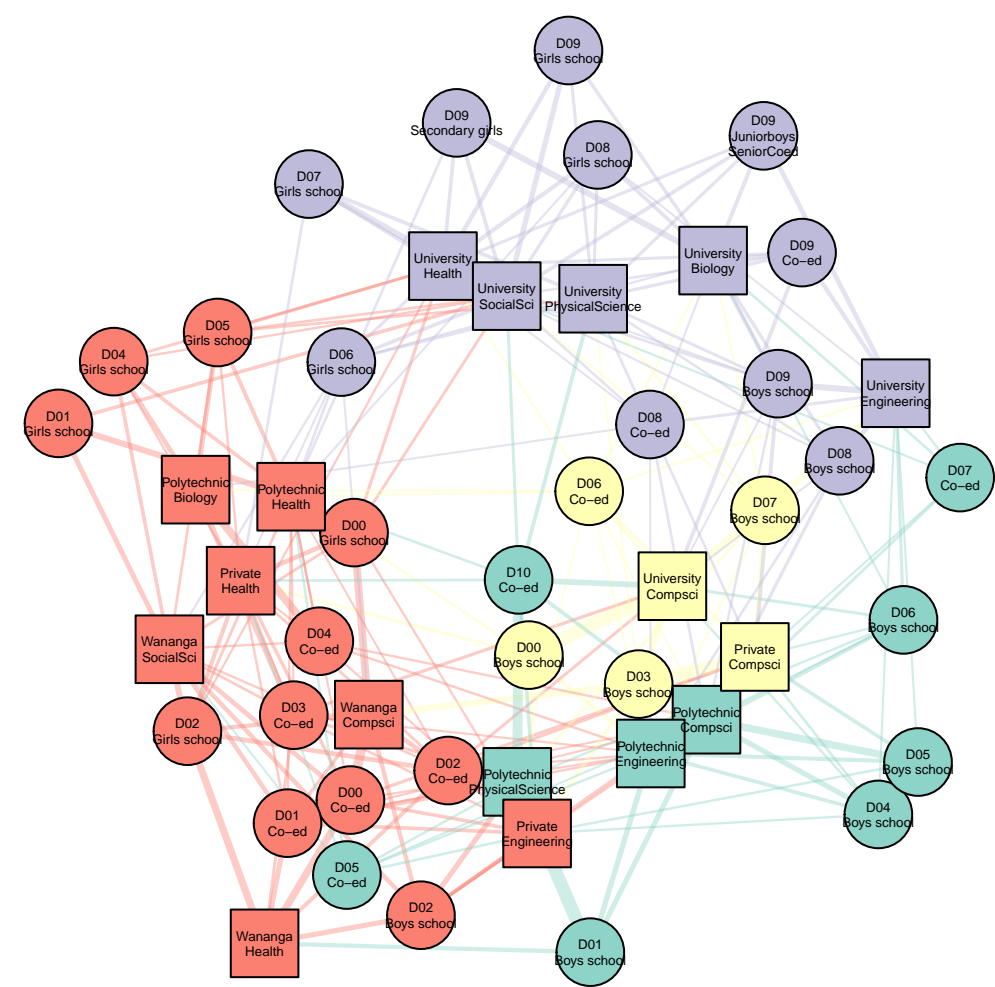 D09
Girls school
D09
Secondary girls
D09
Juniorboys
SeniorCoed
D08
Girls school
D07
Girls school
D09
Co−ed
University
Health
University
Biology
University
SocialSci
University
PhysicalScience
D05
Girls school
D04
Girls school
D06
Girls school
D09
Boys school
University
Engineering
D01
Girls school
D08
Co−ed
D08
Boys school
D07
Co−ed
Polytechnic
Biology
Polytechnic
Health
D06
Co−ed
D07
Boys school
D00
Girls school
Private
Health
D10
Co−ed
University
Compsci
D06
Boys school
D04
Co−ed
Wananga
SocialSci
D00
Boys school
Private
Compsci
D03
Boys school
D03
Co−ed
Wananga
Compsci
Polytechnic
Compsci
D02
Girls school
Polytechnic
Engineering
D02
Co−ed
Polytechnic
PhysicalScience
D05
Boys school
D00
Co−ed
D04
Boys school
D01
Co−ed
Private
Engineering
D05
Co−ed
D02
Boys school
Wananga
Health
D01
Boys school